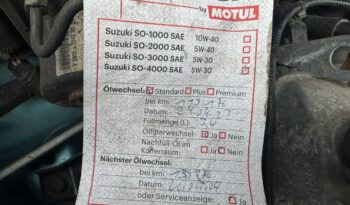 by MOTUL
Suzuki SO-1000 SAE 10W-40
Suzuki SO-2000 SAE 5W-40
Suzuki SO-3000 SAE 5W-30
Suzuki SO-4000 SAE 5W-30
Ölwechsel: Standard Plus Premium
bei km:
Datum:
Füllmenge (L):
Ölfilterwechsel: Ja Nein
Nachfüll-Öl im
Kofferraum: Ja Nein
Nächster Ölwechsel:
bei km:
Datum:
oder Serviceanzeige: Ja